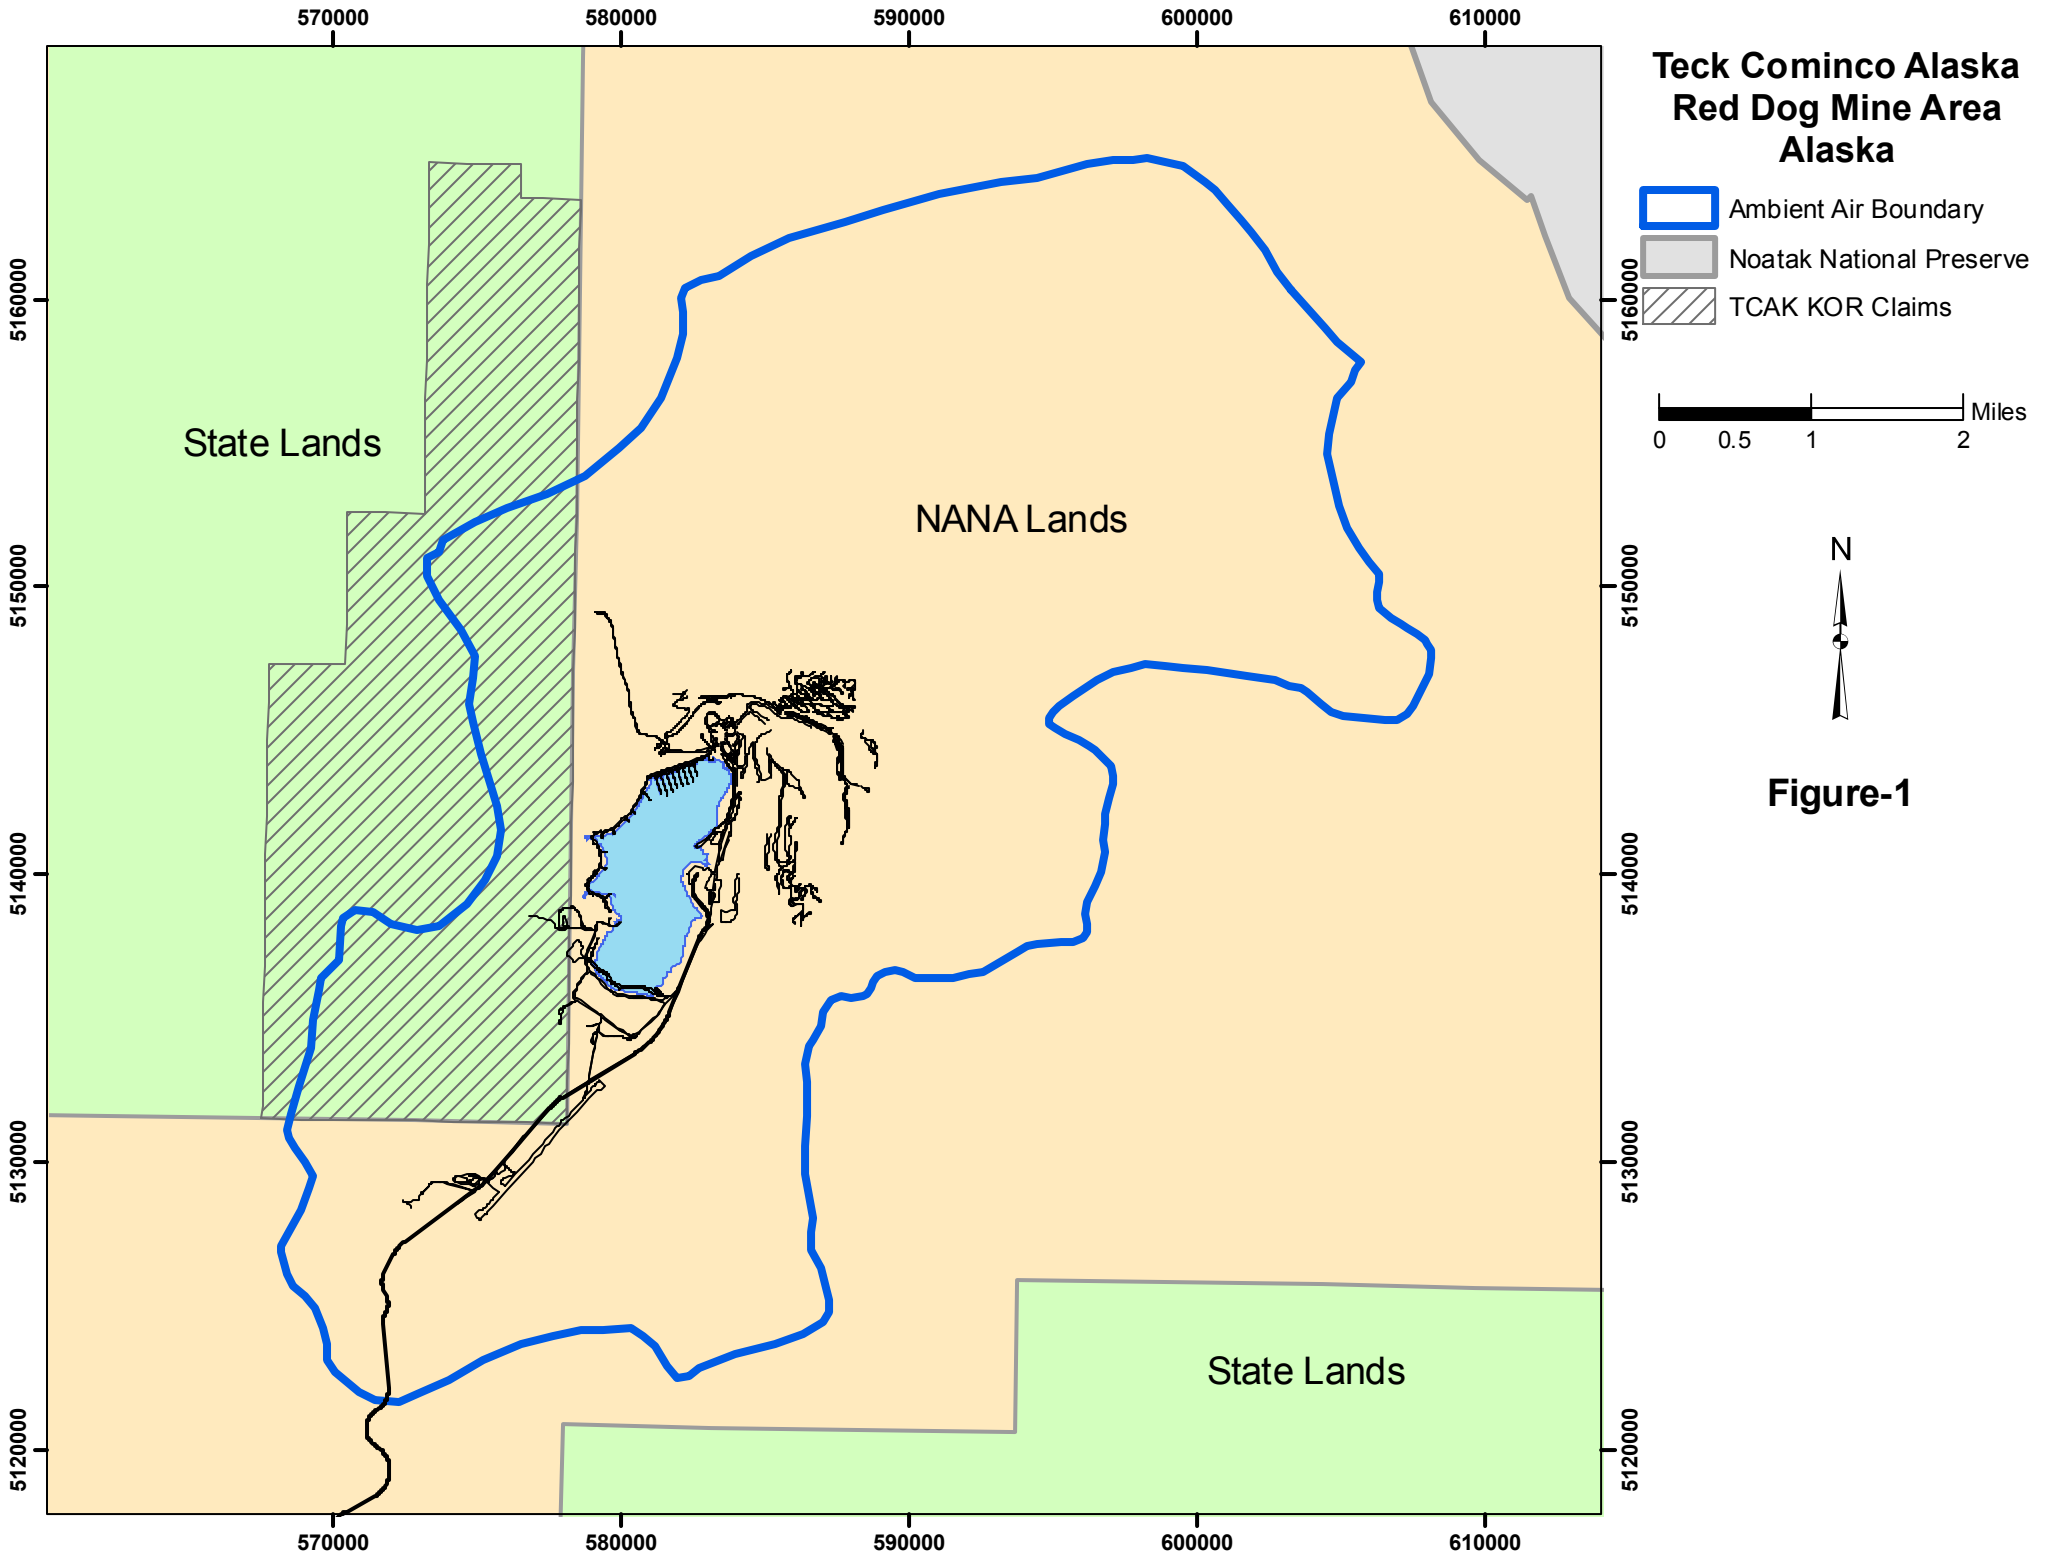 570000 580000 590000 600000 610000
Teck Cominco Alaska
Red Dog Mine Area
Alaska
Ambient Air Boundary
Noatak National Preserve
TCAK KOR Claims
Miles
0 0.5 1 2
N
Figure-1
State Lands
NANA Lands
State Lands
5160000
5150000
5140000
5130000
5120000
5160000
5150000
5140000
5130000
5120000
570000 580000 590000 600000 610000